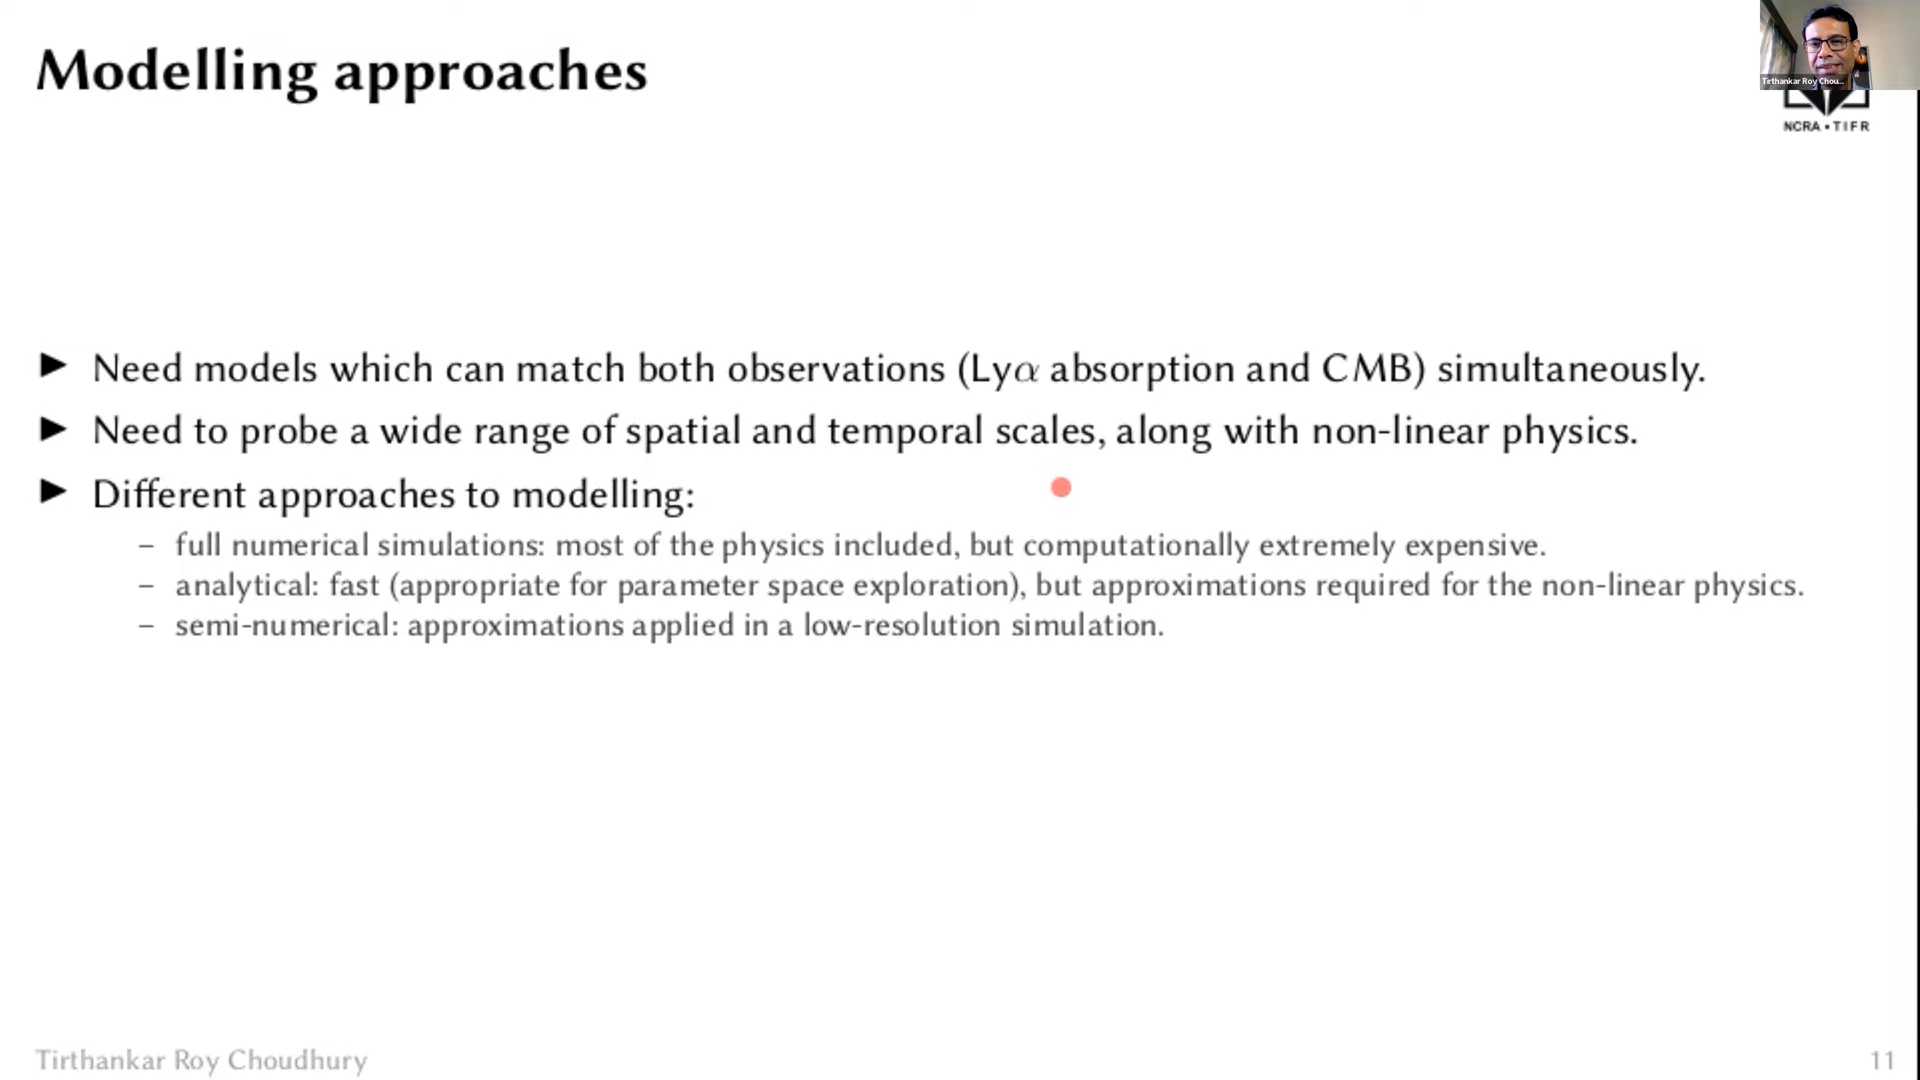 Modelling approaches
Tirthankar Roy Chou...
NCRA • TIFR
► Need models which can match both observations (Lyα absorption and CMB) simultaneously.
► Need to probe a wide range of spatial and temporal scales, along with non-linear physics.
► Different approaches to modelling:
– full numerical simulations: most of the physics included, but computationally extremely expensive.
– analytical: fast (appropriate for parameter space exploration), but approximations required for the non-linear physics.
– semi-numerical: approximations applied in a low-resolution simulation.
Tirthankar Roy Choudhury
11